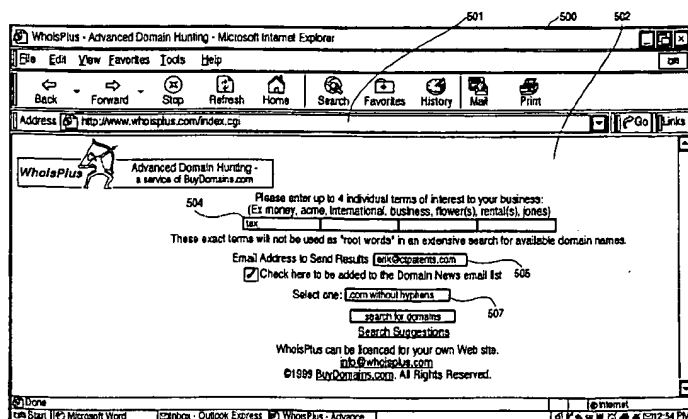 501
500
502
WhoisPlus - Advanced Domain Hunting - Microsoft Internet Explorer
File Edit View Favorites Tools Help
Back Forward Stop Refresh Home Search Favorites History Mail Print
Address http://www.whoisplus.com/index.cgi Go Links
WhoisPlus
Advanced Domain Hunting -
a service of BuyDomains.com
Please enter up to 4 individual terms of interest to your business:
(Ex money, acme, international, business, flower(s), rental(s), jones)
504
tax
These exact terms will not be used as "root words" in an extensive search for available domain names.
Email Address to Send Results erik@ctpatents.com
505
Check here to be added to the Domain News email list
Select one: .com without hyphens
507
search for domains
Search Suggestions
WhoisPlus can be licenced for your own Web site.
info@whoisplus.com
©1999 BuyDomains.com. All Rights Reserved.
Done Internet
Start Microsoft Word Inbox - Outlook Express WhoisPlus - Advance 12:54 PM